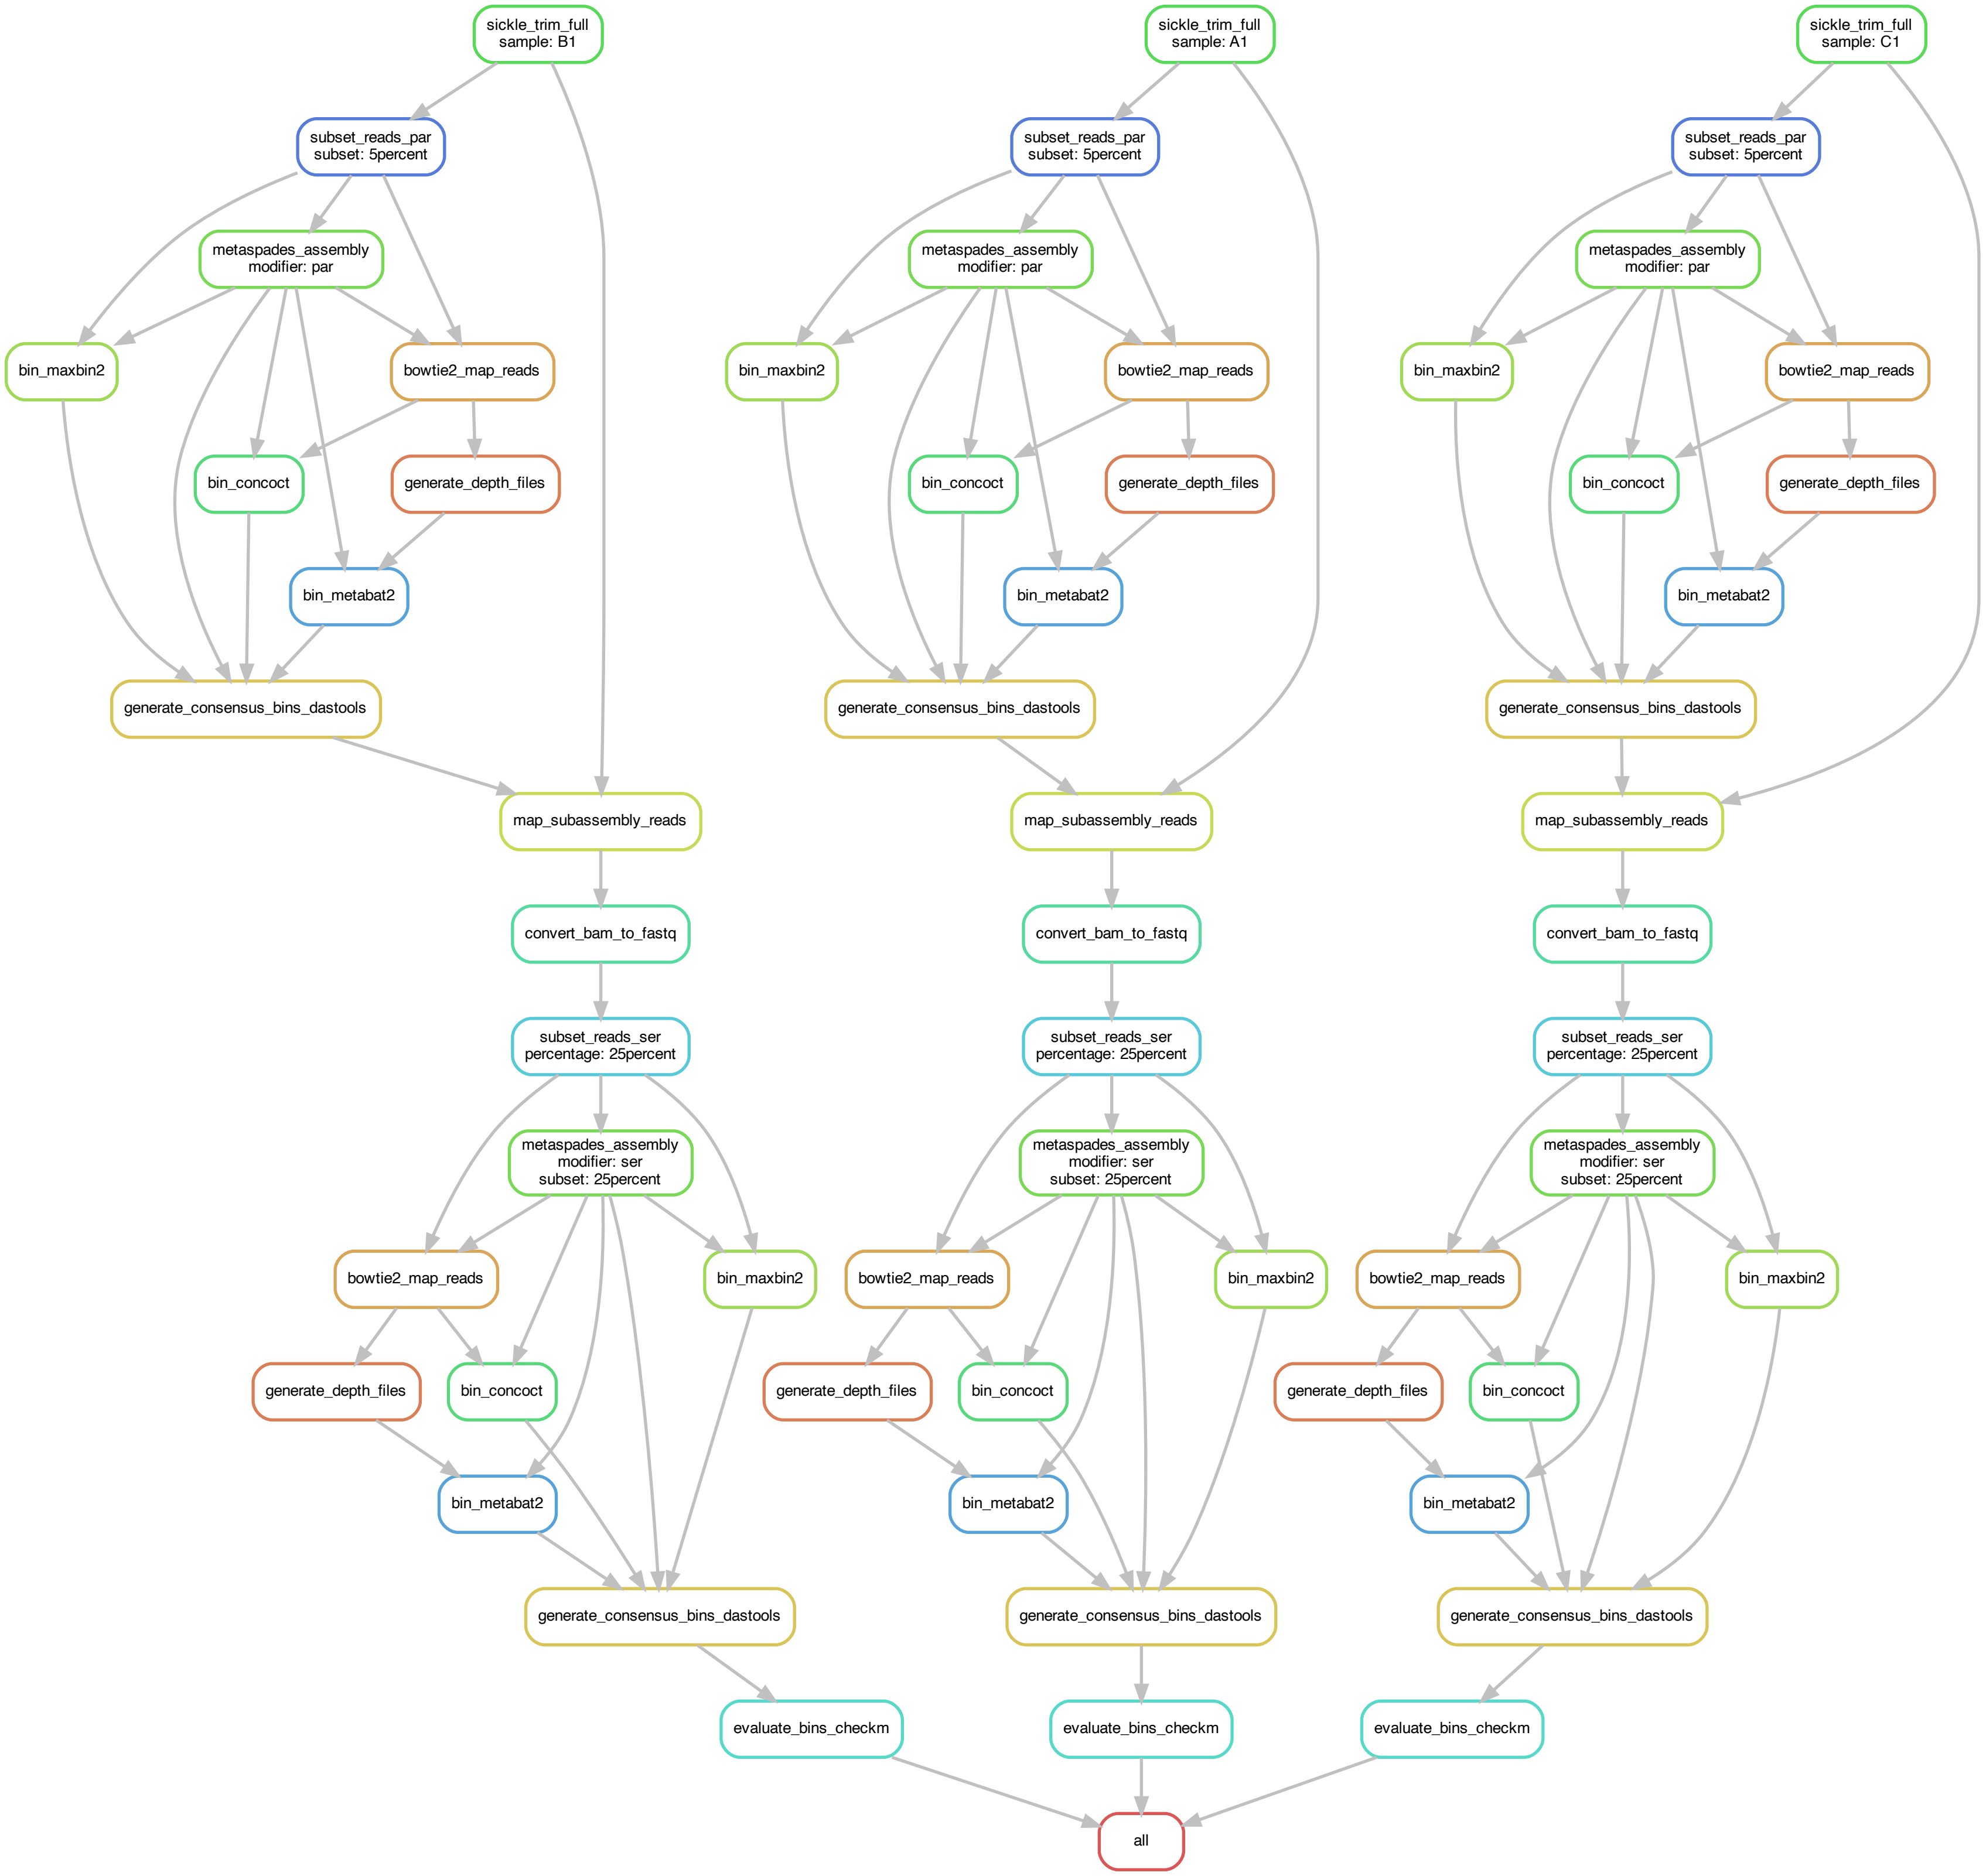 sickle_trim_full
sample: B1
sickle_trim_full
sample: A1
sickle_trim_full
sample: C1
subset_reads_par
subset: 5percent
subset_reads_par
subset: 5percent
subset_reads_par
subset: 5percent
metaspades_assembly
modifier: par
metaspades_assembly
modifier: par
metaspades_assembly
modifier: par
bin_maxbin2
bowtie2_map_reads
bin_maxbin2
bowtie2_map_reads
bin_maxbin2
bowtie2_map_reads
bin_concoct
generate_depth_files
bin_concoct
generate_depth_files
bin_concoct
generate_depth_files
bin_metabat2
bin_metabat2
bin_metabat2
generate_consensus_bins_dastools
generate_consensus_bins_dastools
generate_consensus_bins_dastools
map_subassembly_reads
map_subassembly_reads
map_subassembly_reads
convert_bam_to_fastq
convert_bam_to_fastq
convert_bam_to_fastq
subset_reads_ser
percentage: 25percent
subset_reads_ser
percentage: 25percent
subset_reads_ser
percentage: 25percent
metaspades_assembly
modifier: ser
subset: 25percent
metaspades_assembly
modifier: ser
subset: 25percent
metaspades_assembly
modifier: ser
subset: 25percent
bowtie2_map_reads
bin_maxbin2
bowtie2_map_reads
bin_maxbin2
bowtie2_map_reads
bin_maxbin2
generate_depth_files
bin_concoct
generate_depth_files
bin_concoct
generate_depth_files
bin_concoct
bin_metabat2
bin_metabat2
bin_metabat2
generate_consensus_bins_dastools
generate_consensus_bins_dastools
generate_consensus_bins_dastools
evaluate_bins_checkm
evaluate_bins_checkm
evaluate_bins_checkm
all